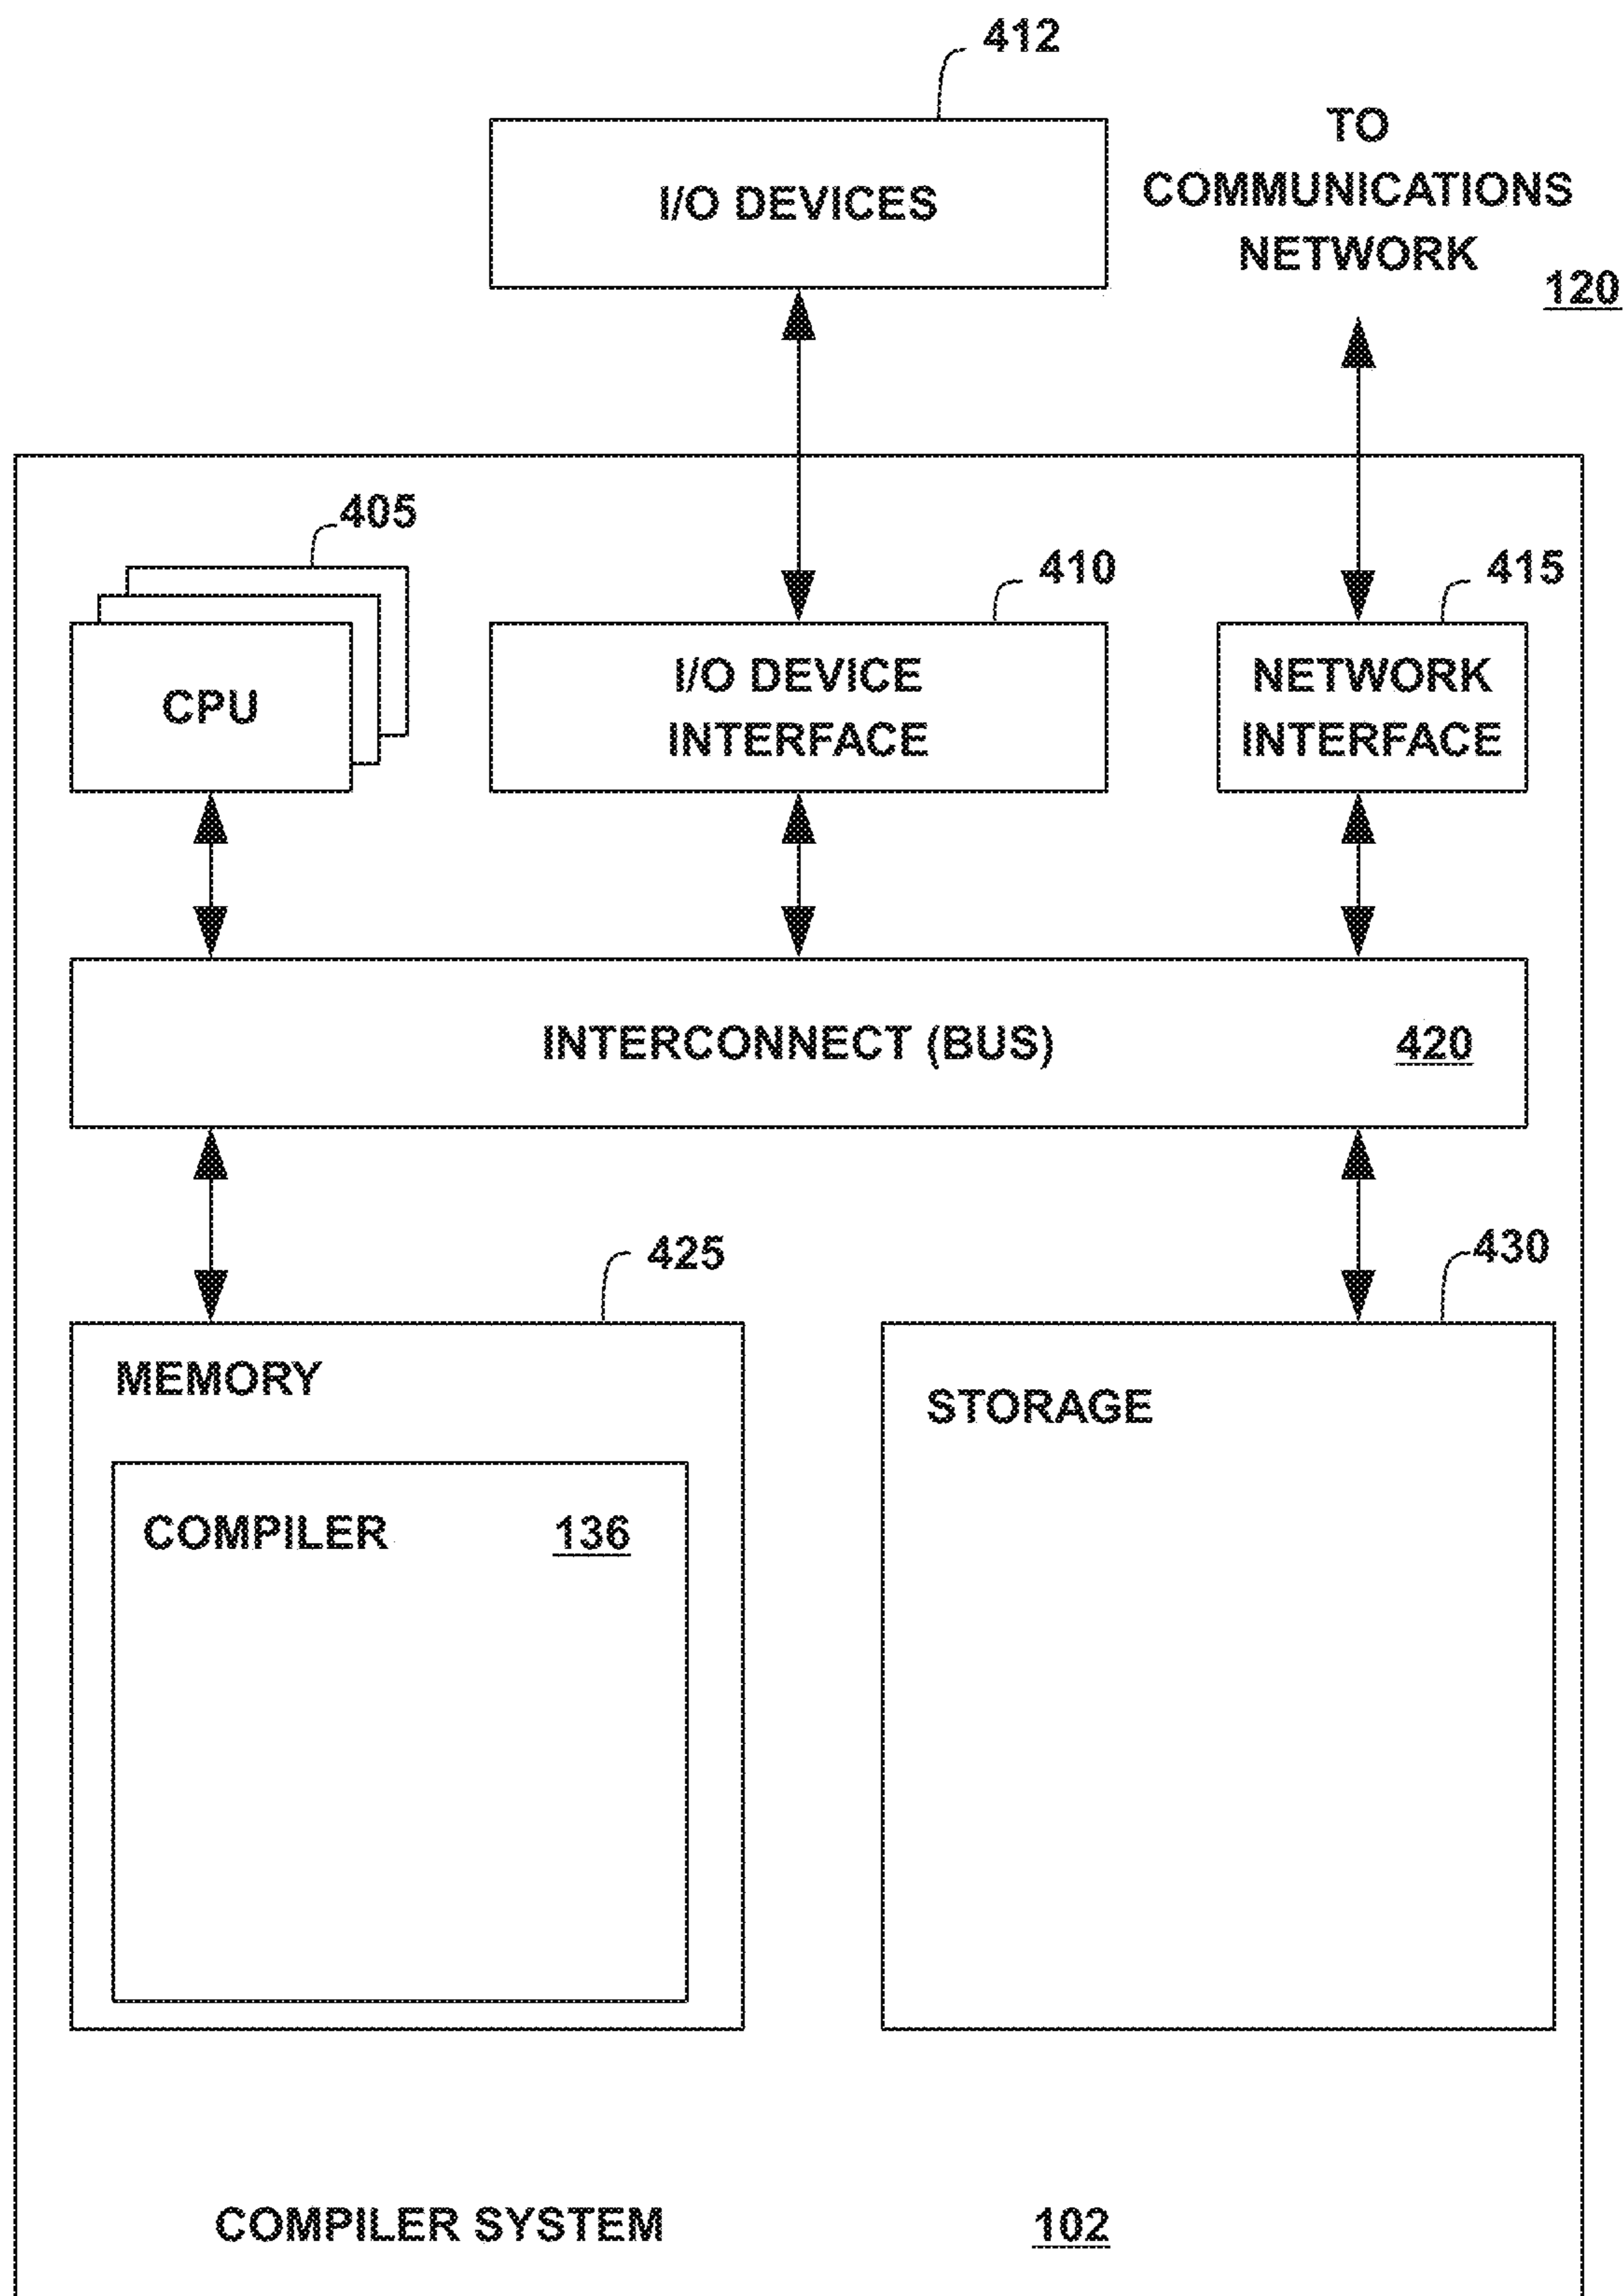 412
I/O DEVICES
TO
COMMUNICATIONS
NETWORK
120
405
410
415
CPU
I/O DEVICE
INTERFACE
NETWORK
INTERFACE
INTERCONNECT (BUS)
420
425
430
MEMORY
STORAGE
COMPILER
136
COMPILER SYSTEM
102